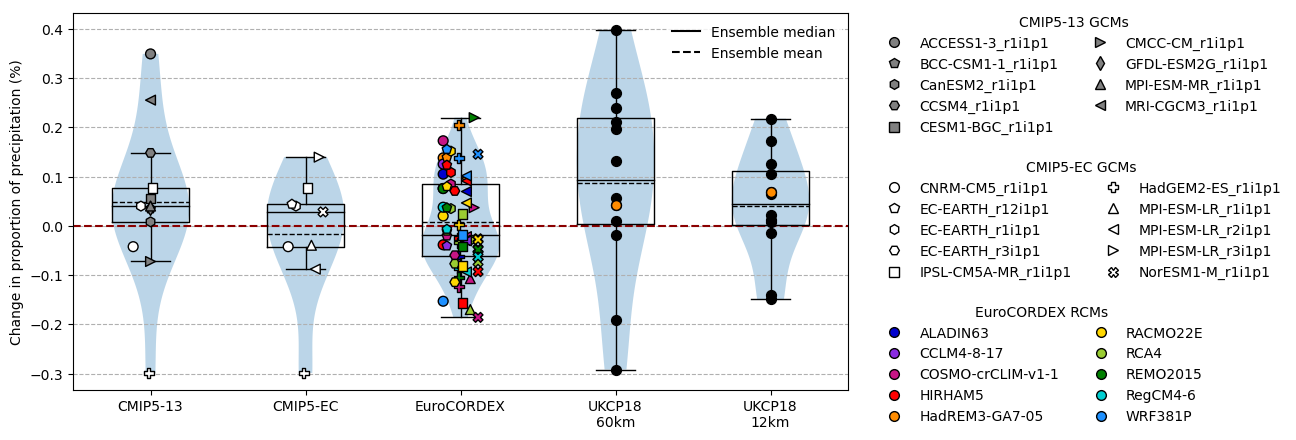 Change in proportion of precipitation (%)
0.4
0.3
0.2
0.1
0.0
−0.1
−0.2
−0.3
CMIP5-13
CMIP5-EC
EuroCORDEX
UKCP18
60km
UKCP18
12km
Ensemble median
Ensemble mean
CMIP5-13 GCMs
ACCESS1-3_r1i1p1
BCC-CSM1-1_r1i1p1
CanESM2_r1i1p1
CCSM4_r1i1p1
CESM1-BGC_r1i1p1
CMCC-CM_r1i1p1
GFDL-ESM2G_r1i1p1
MPI-ESM-MR_r1i1p1
MRI-CGCM3_r1i1p1
CMIP5-EC GCMs
CNRM-CM5_r1i1p1
EC-EARTH_r12i1p1
EC-EARTH_r1i1p1
EC-EARTH_r3i1p1
IPSL-CM5A-MR_r1i1p1
HadGEM2-ES_r1i1p1
MPI-ESM-LR_r1i1p1
MPI-ESM-LR_r2i1p1
MPI-ESM-LR_r3i1p1
NorESM1-M_r1i1p1
EuroCORDEX RCMs
ALADIN63
CCLM4-8-17
COSMO-crCLIM-v1-1
HIRHAM5
HadREM3-GA7-05
RACMO22E
RCA4
REMO2015
RegCM4-6
WRF381P